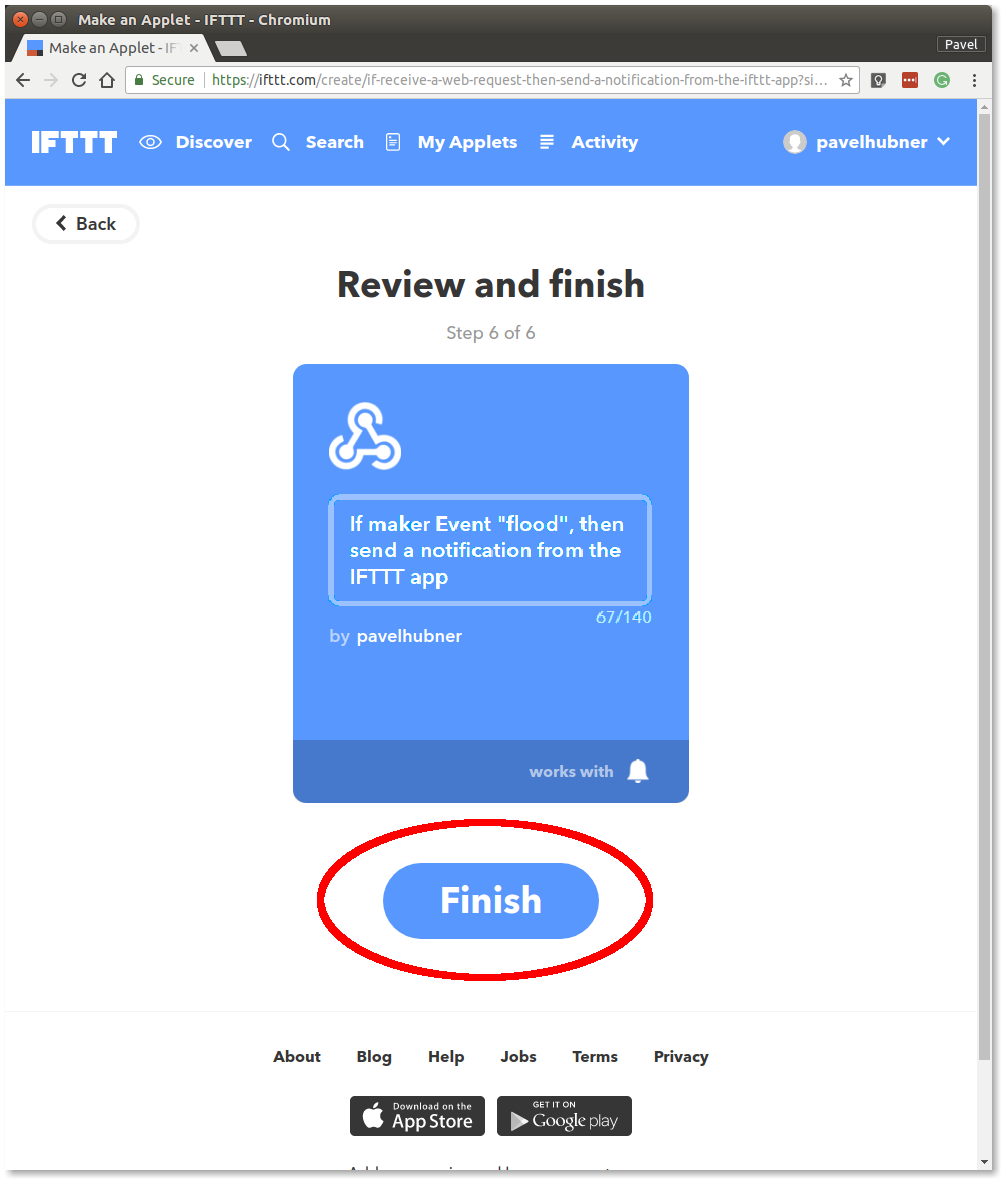 Make an Applet - IFTTT - Chromium
Make an Applet - IF
Pavel
Secure
https://ifttt.com/create/if-receive-a-web-request-then-send-a-notification-from-the-ifttt-app?si...
IFTTT Discover Search My Applets Activity pavelhubner
Back
Review and finish
Step 6 of 6
If maker Event "flood", then
send a notification from the
IFTTT app
67/140
by pavelhubner
works with
Finish
About Blog Help Jobs Terms Privacy
Download on the
App Store
GET IT ON
Google play